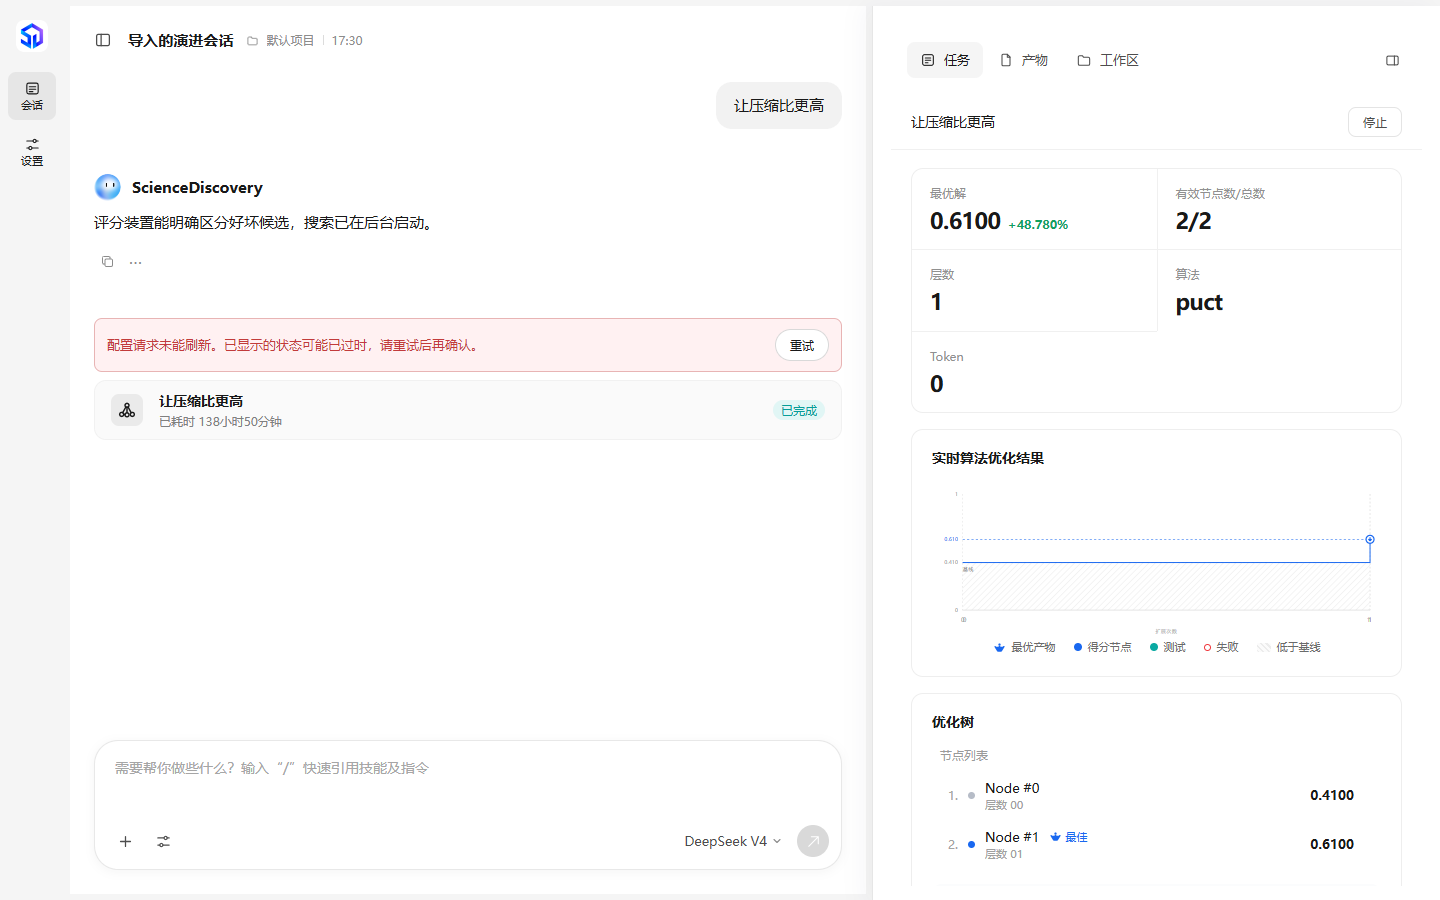 会话
设置
导入的演进会话 默认项目 17:30
让压缩比更高
ScienceDiscovery
评分装置能明确区分好坏候选，搜索已在后台启动。
配置请求未能刷新。已显示的状态可能已过时，请重试后再确认。 重试
让压缩比更高
已耗时 138小时50分钟
已完成
需要帮你做些什么？输入“/”快速引用技能及指令
DeepSeek V4
任务 产物 工作区
让压缩比更高 停止
最优解
0.6100 +48.780%
有效节点数/总数
2/2
层数
1
算法
puct
Token
0
实时算法优化结果
1
0.610
0.410
基线
0
扩展次数
最优产物 得分节点 测试 失败 低于基线
优化树
节点列表
1. Node #0 0.4100
层数 00
2. Node #1 最佳 0.6100
层数 01